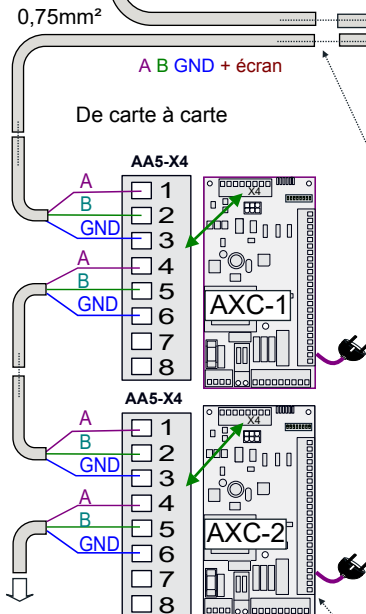 0,75mm²
A B GND + écran
De carte à carte
AA5-X4
A 1
B 2
GND 3
A 4
B 5
GND 6
7
8
X4
AXC-1
AA5-X4
A 1
B 2
GND 3
A 4
B 5
GND 6
7
8
X4
AXC-2